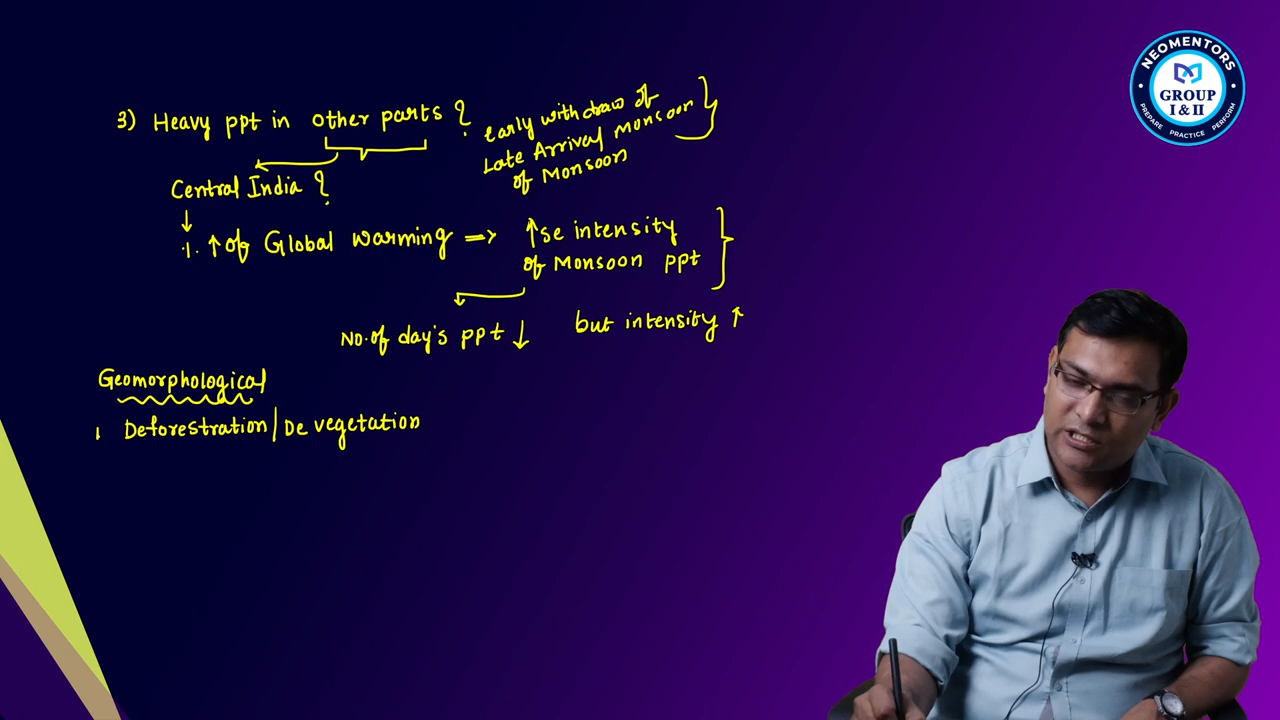 3) Heavy ppt in other parts ?
early withdraw of
Late Arrival monsoon
of Monsoon
Central India ?
↑ of Global warming => ↑se intensity
of Monsoon ppt
No. of day's ppt ↓ but intensity ↑
Geomorphological
1 Deforestration / De vegetation
NEOMENTORS
GROUP
I & II
PREPARE PRACTICE PERFORM